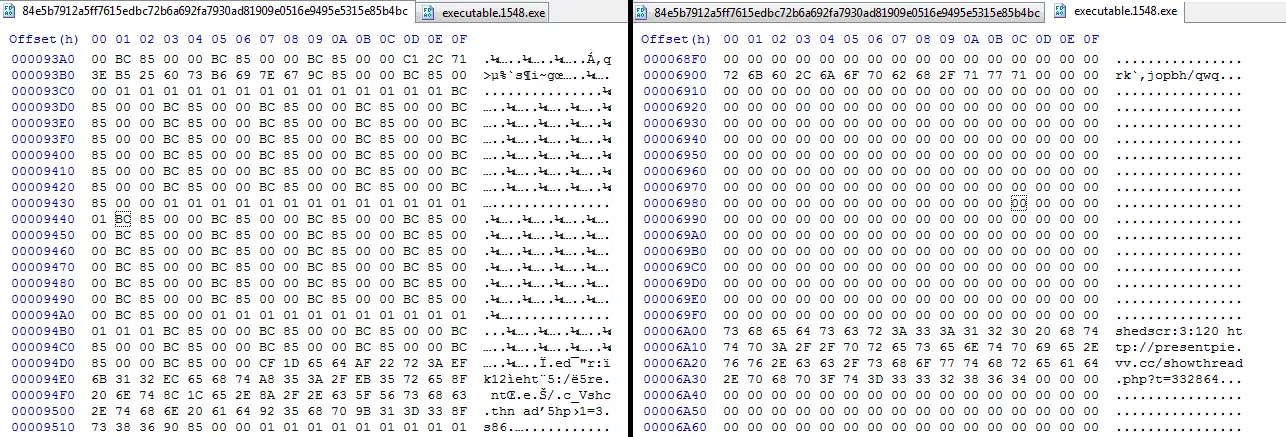 84e5b7912a5ff7615edbc72b6a692fa7930ad81909e0516e9495e5315e85b4bc executable.1548.exe
Offset(h) 00 01 02 03 04 05 06 07 08 09 0A 0B 0C 0D 0E 0F
000093A0 00 BC 85 00 00 BC 85 00 00 BC 85 00 00 C1 2C 71 .¼…..¼…..¼…..Á,q
000093B0 3E B5 25 60 73 B6 69 7E 67 9C 85 00 00 BC 85 00 >µ%`s¶i~gœ…..¼….
000093C0 00 01 01 01 01 01 01 01 01 01 01 01 01 01 01 BC ...............¼
000093D0 85 00 00 BC 85 00 00 BC 85 00 00 BC 85 00 00 BC …..¼…..¼…..¼…..¼
000093E0 85 00 00 BC 85 00 00 BC 85 00 00 BC 85 00 00 BC …..¼…..¼…..¼…..¼
000093F0 85 00 00 BC 85 00 00 BC 85 00 00 BC 85 00 00 BC …..¼…..¼…..¼…..¼
00009400 85 00 00 BC 85 00 00 BC 85 00 00 BC 85 00 00 BC …..¼…..¼…..¼…..¼
00009410 85 00 00 BC 85 00 00 BC 85 00 00 BC 85 00 00 BC …..¼…..¼…..¼…..¼
00009420 85 00 00 BC 85 00 00 BC 85 00 00 BC 85 00 00 BC …..¼…..¼…..¼…..¼
00009430 85 00 00 01 01 01 01 01 01 01 01 01 01 01 01 01 ….............…
00009440 01 BC 85 00 00 BC 85 00 00 BC 85 00 00 BC 85 00 .¼…..¼…..¼…..¼….
00009450 00 BC 85 00 00 BC 85 00 00 BC 85 00 00 BC 85 00 .¼…..¼…..¼…..¼….
00009460 00 BC 85 00 00 BC 85 00 00 BC 85 00 00 BC 85 00 .¼…..¼…..¼…..¼….
00009470 00 BC 85 00 00 BC 85 00 00 BC 85 00 00 BC 85 00 .¼…..¼…..¼…..¼….
00009480 00 BC 85 00 00 BC 85 00 00 BC 85 00 00 BC 85 00 .¼…..¼…..¼…..¼….
00009490 00 BC 85 00 00 BC 85 00 00 BC 85 00 00 BC 85 00 .¼…..¼…..¼…..¼….
000094A0 00 BC 85 00 00 01 01 01 01 01 01 01 01 01 01 01 .¼….............
000094B0 01 01 01 BC 85 00 00 BC 85 00 00 BC 85 00 00 BC ...¼…..¼…..¼…..¼
000094C0 85 00 00 BC 85 00 00 BC 85 00 00 BC 85 00 00 BC …..¼…..¼…..¼…..¼
000094D0 85 00 00 BC 85 00 00 CF 1D 65 64 AF 22 72 3A EF …..¼…..Ï.ed¯"r:ï
000094E0 6B 31 32 EC 65 68 74 A8 35 3A 2F EB 35 72 65 8F k12ìeht¨5:/ë5re.
000094F0 20 6E 74 8C 1C 65 2E 8A 2F 2E 63 5F 56 73 68 63 ntŒ.e.Š/.c_Vshc
00009500 2E 74 68 6E 20 61 64 92 35 68 70 9B 31 3D 33 8F .thn ad’5hp›1=3.
00009510 73 38 36 90 85 00 00 01 01 01 01 01 01 01 01 01 s86.…...........
84e5b7912a5ff7615edbc72b6a692fa7930ad81909e0516e9495e5315e85b4bc executable.1548.exe
Offset(h) 00 01 02 03 04 05 06 07 08 09 0A 0B 0C 0D 0E 0F
000068F0 00 00 00 00 00 00 00 00 00 00 00 00 00 00 00 00 ................
00006900 72 6B 60 2C 6A 6F 70 62 68 2F 71 77 71 00 00 00 rk`,jopbh/qwq...
00006910 00 00 00 00 00 00 00 00 00 00 00 00 00 00 00 00 ................
00006920 00 00 00 00 00 00 00 00 00 00 00 00 00 00 00 00 ................
00006930 00 00 00 00 00 00 00 00 00 00 00 00 00 00 00 00 ................
00006940 00 00 00 00 00 00 00 00 00 00 00 00 00 00 00 00 ................
00006950 00 00 00 00 00 00 00 00 00 00 00 00 00 00 00 00 ................
00006960 00 00 00 00 00 00 00 00 00 00 00 00 00 00 00 00 ................
00006970 00 00 00 00 00 00 00 00 00 00 00 00 00 00 00 00 ................
00006980 00 00 00 00 00 00 00 00 00 00 00 00 00 00 00 00 ................
00006990 00 00 00 00 00 00 00 00 00 00 00 00 00 00 00 00 ................
000069A0 00 00 00 00 00 00 00 00 00 00 00 00 00 00 00 00 ................
000069B0 00 00 00 00 00 00 00 00 00 00 00 00 00 00 00 00 ................
000069C0 00 00 00 00 00 00 00 00 00 00 00 00 00 00 00 00 ................
000069D0 00 00 00 00 00 00 00 00 00 00 00 00 00 00 00 00 ................
000069E0 00 00 00 00 00 00 00 00 00 00 00 00 00 00 00 00 ................
000069F0 00 00 00 00 00 00 00 00 00 00 00 00 00 00 00 00 ................
00006A00 73 68 65 64 73 63 72 3A 33 3A 31 32 30 20 68 74 shedscr:3:120 ht
00006A10 74 70 3A 2F 2F 70 72 65 73 65 6E 74 70 69 65 2E tp://presentpie.
00006A20 76 76 2E 63 63 2F 73 68 6F 77 74 68 72 65 61 64 vv.cc/showthread
00006A30 2E 70 68 70 3F 74 3D 33 33 32 38 36 34 00 00 00 .php?t=332864...
00006A40 00 00 00 00 00 00 00 00 00 00 00 00 00 00 00 00 ................
00006A50 00 00 00 00 00 00 00 00 00 00 00 00 00 00 00 00 ................
00006A60 00 00 00 00 00 00 00 00 00 00 00 00 00 00 00 00 ................